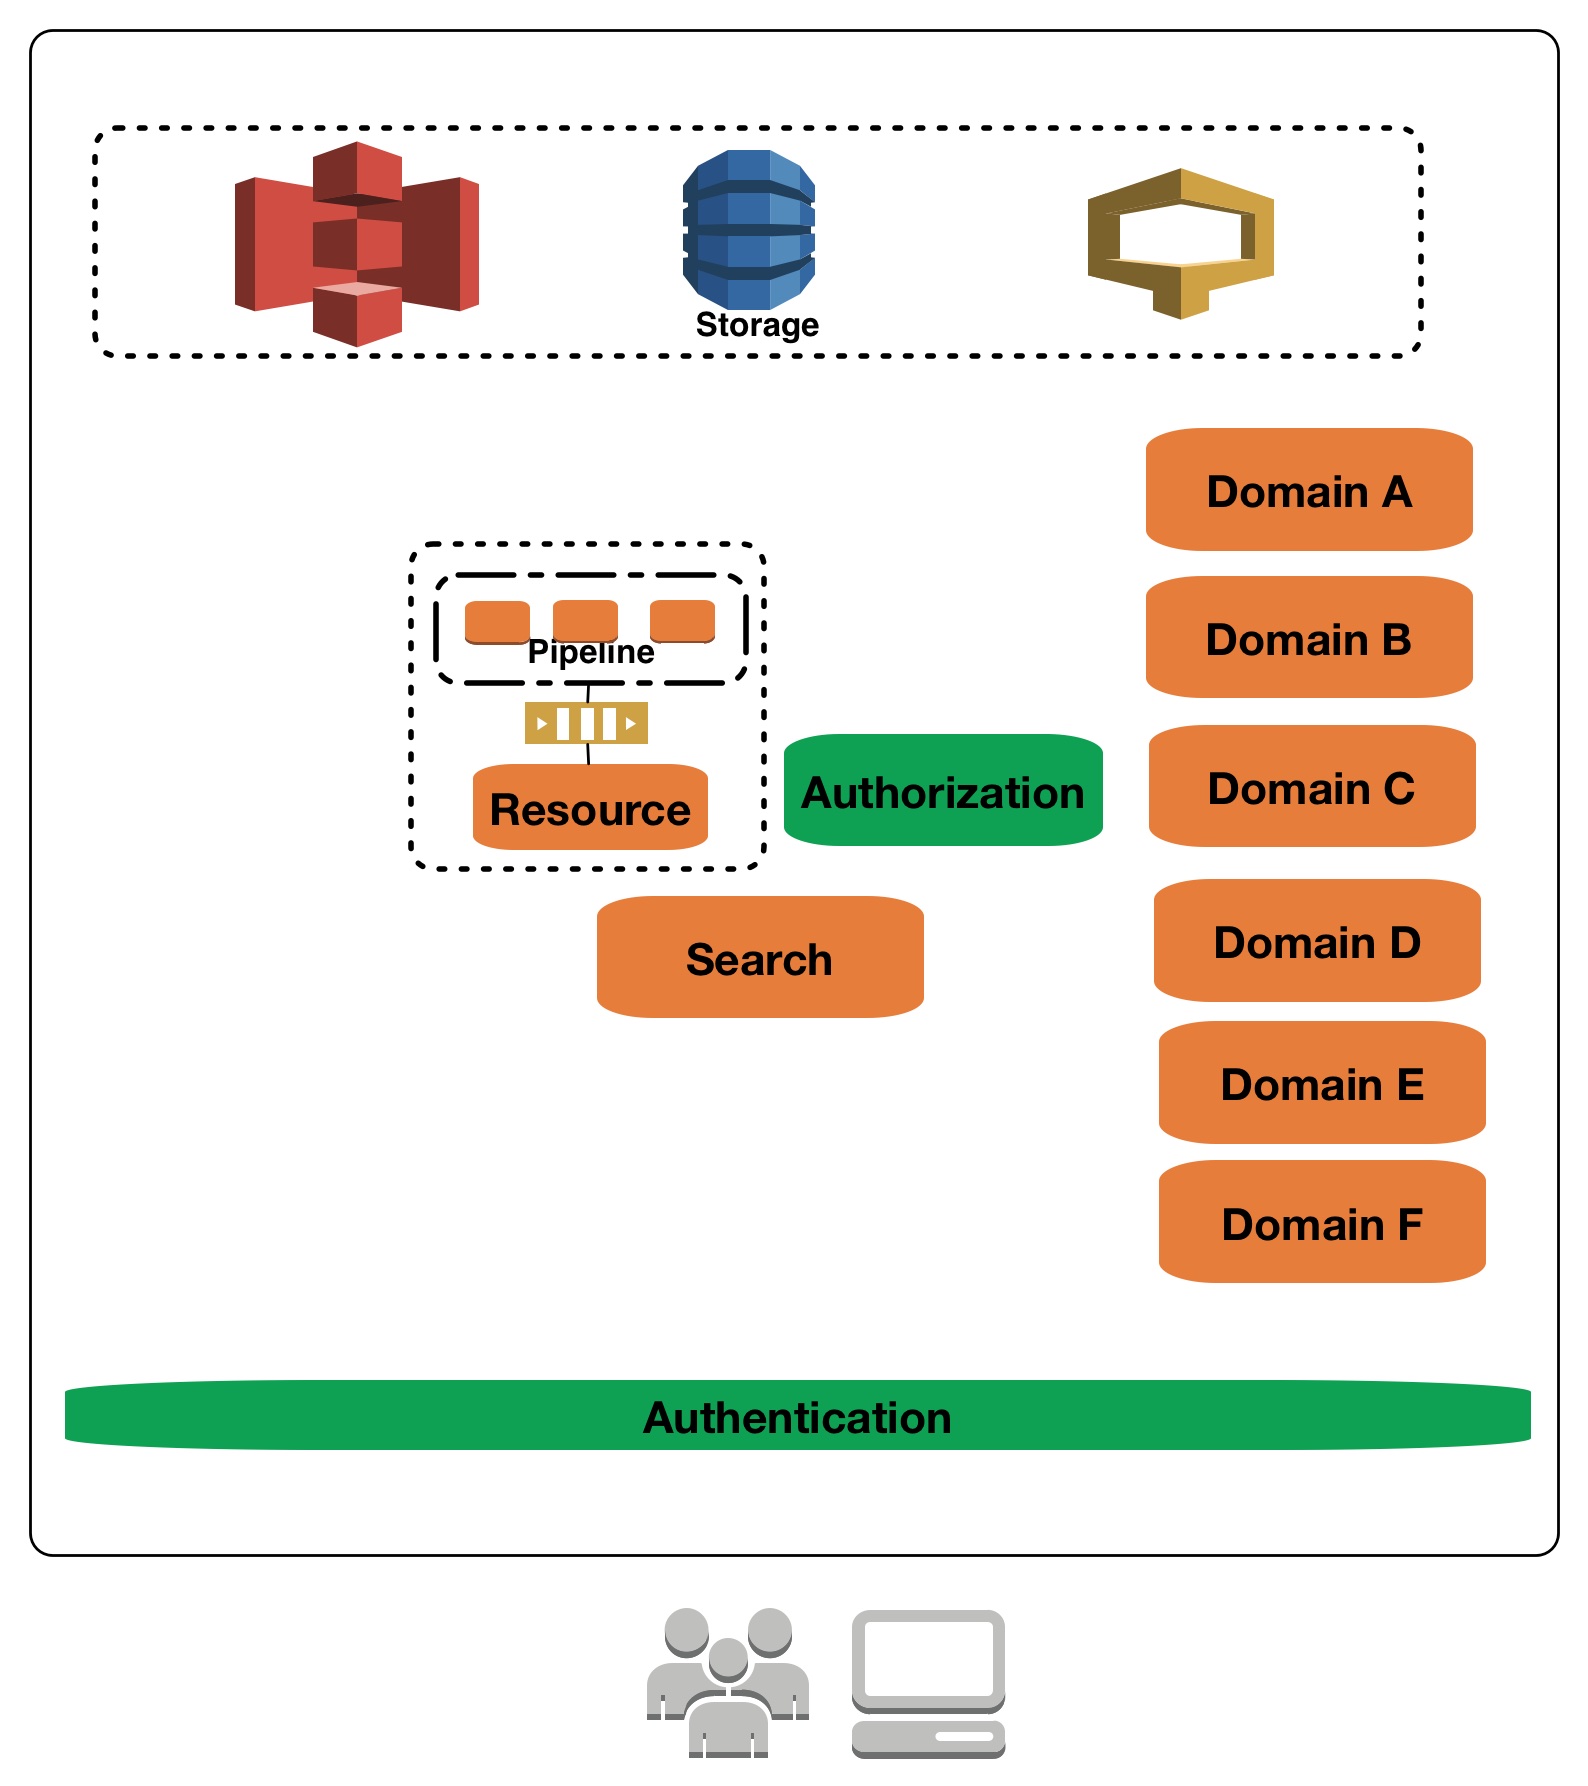 Storage
Domain A
Pipeline
Domain B
Resource
Authorization
Domain C
Search
Domain D
Domain E
Domain F
Authentication